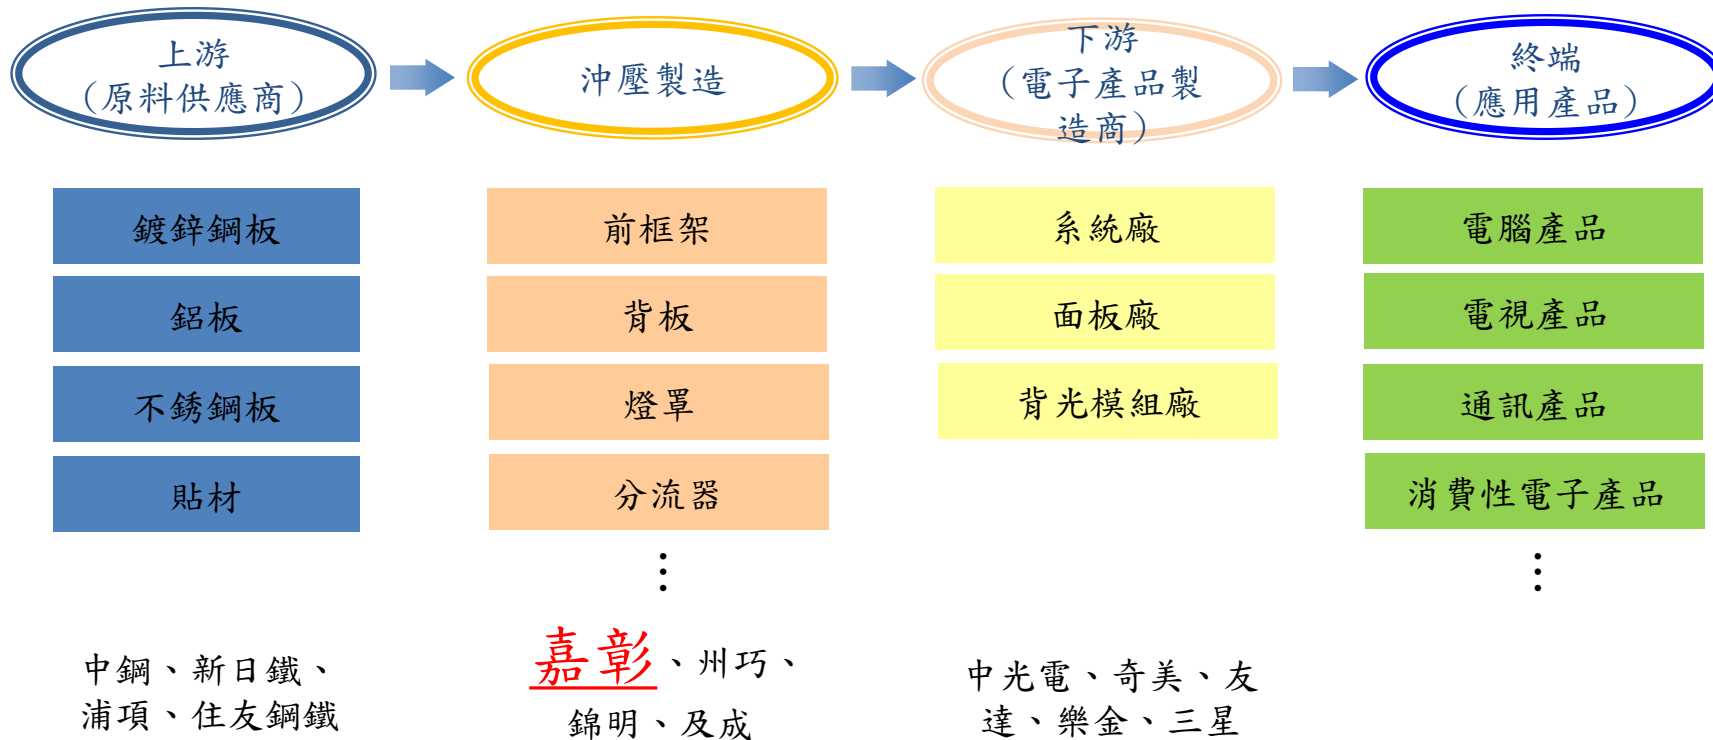 上游
（原料供應商）
沖壓製造
下游
（電子產品製
造商）
終端
（應用產品）
鍍鋅鋼板
鋁板
不銹鋼板
貼材
前框架
背板
燈罩
分流器
⋮
系統廠
面板廠
背光模組廠
電腦產品
電視產品
通訊產品
消費性電子產品
⋮
中鋼、新日鐵、
浦項、住友鋼鐵
嘉彰、州巧、
錦明、及成
中光電、奇美、友
達、樂金、三星